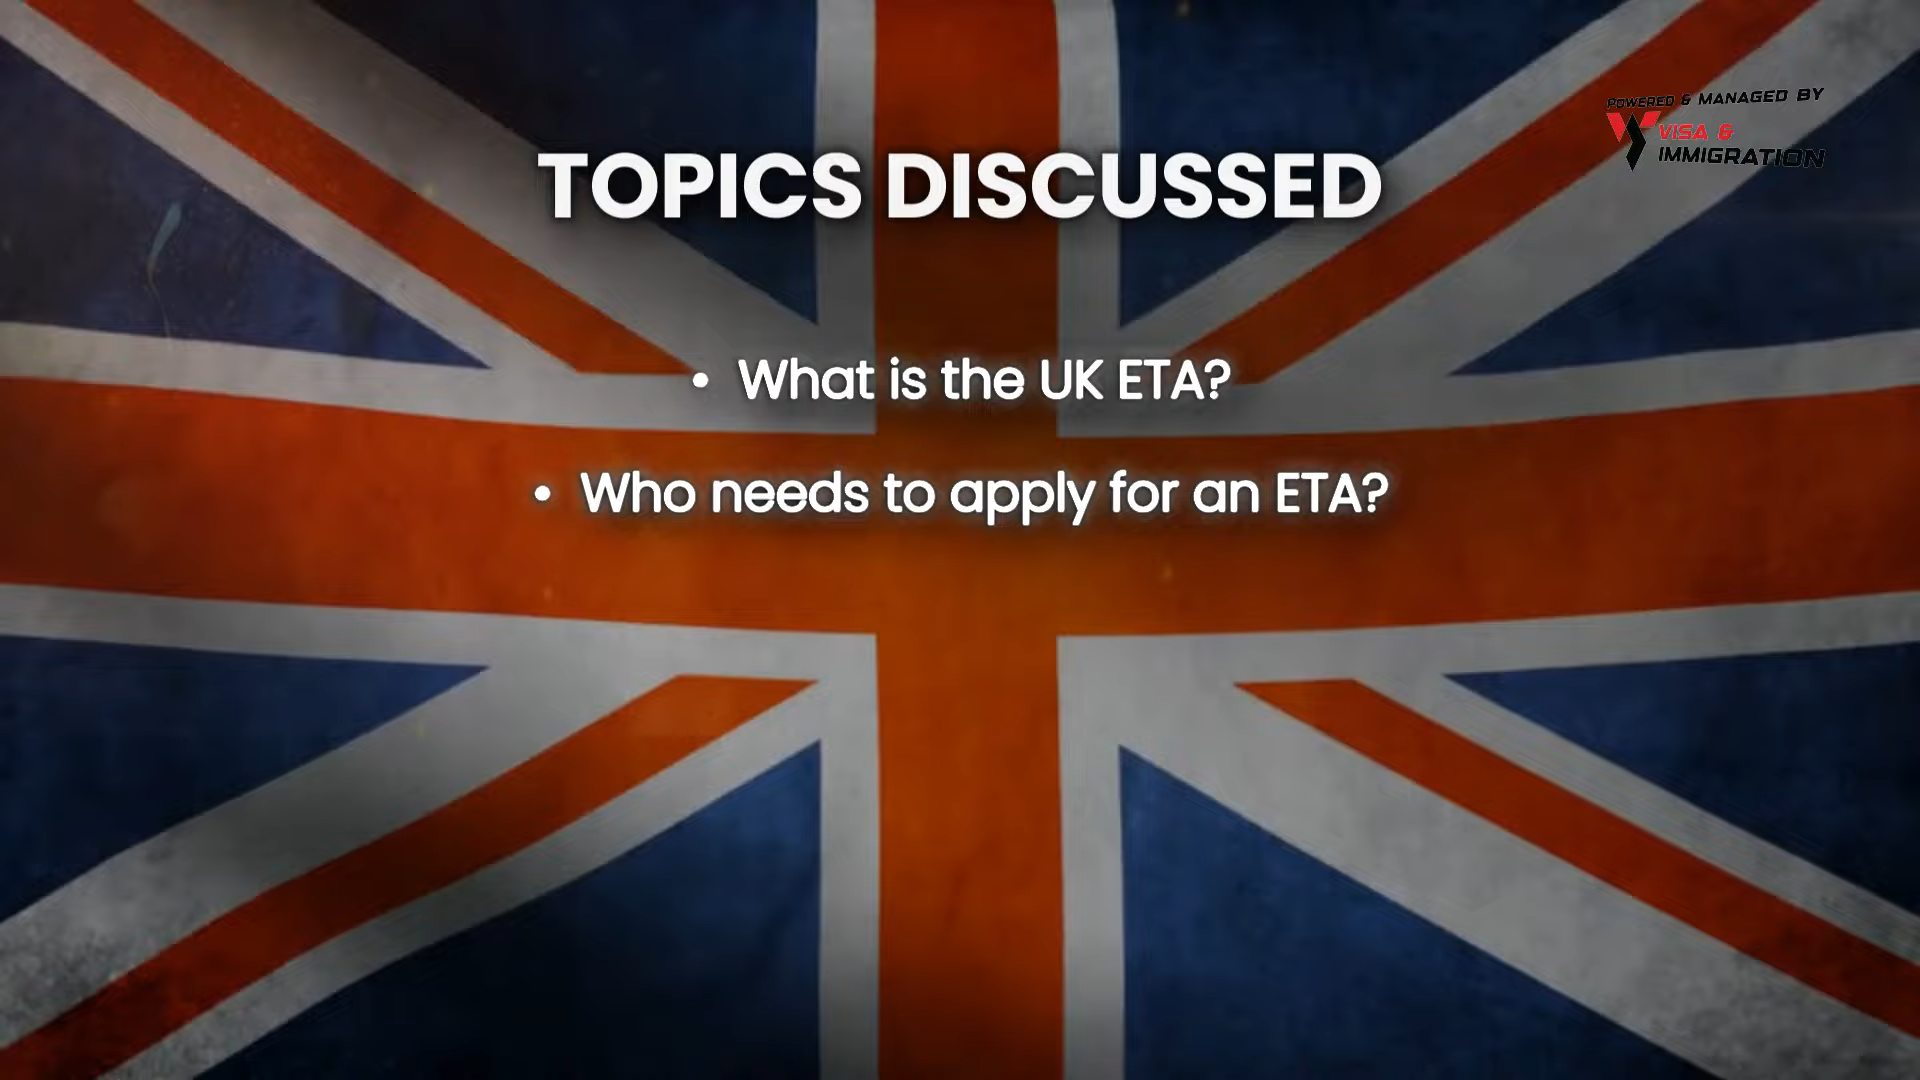 POWERED & MANAGED BY
VISA &
IMMIGRATION
TOPICS DISCUSSED
• What is the UK ETA?
• Who needs to apply for an ETA?